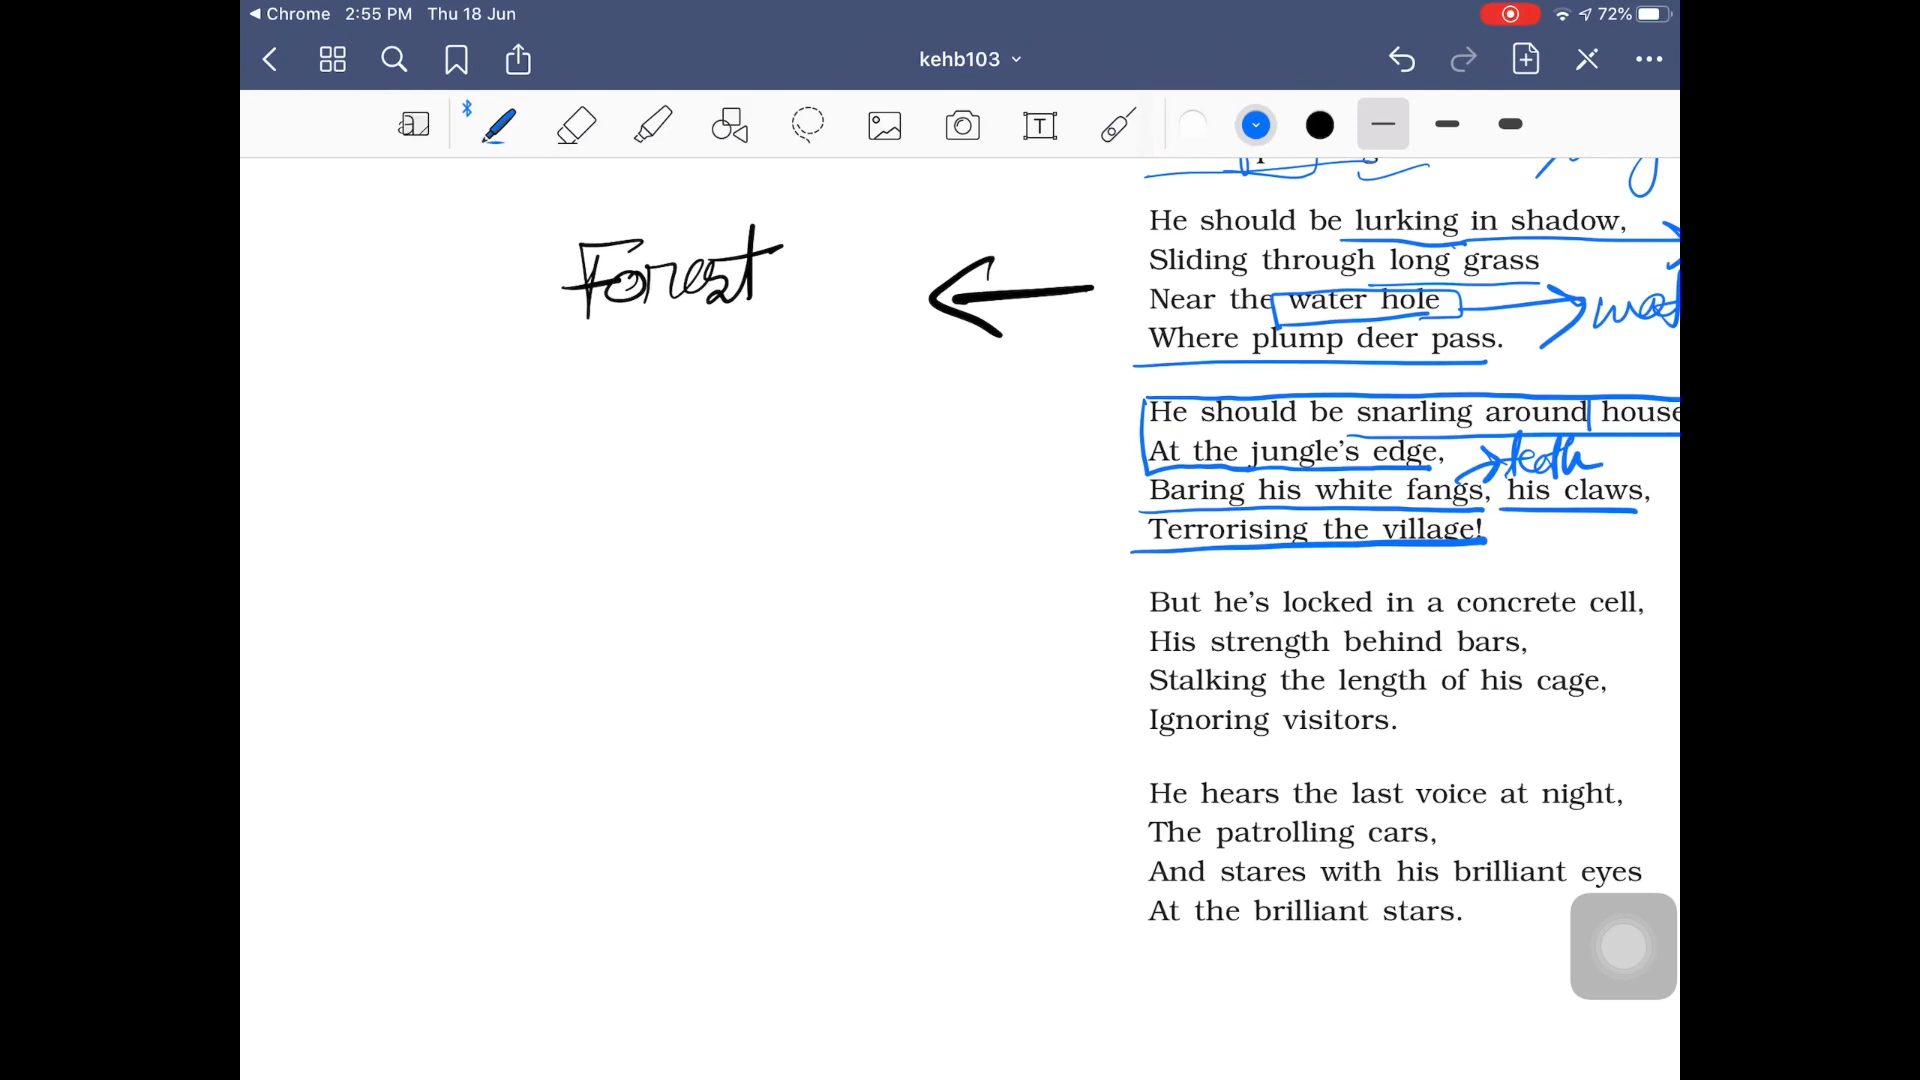 Chrome 2:55 PM Thu 18 Jun 72%
kehb103
He should be lurking in shadow,
Forest
Sliding through long grass
Near the water hole
Where plump deer pass.
He should be snarling around house
At the jungle's edge,
teeth
Baring his white fangs, his claws,
Terrorising the village!
But he's locked in a concrete cell,
His strength behind bars,
Stalking the length of his cage,
Ignoring visitors.
He hears the last voice at night,
The patrolling cars,
And stares with his brilliant eyes
At the brilliant stars.